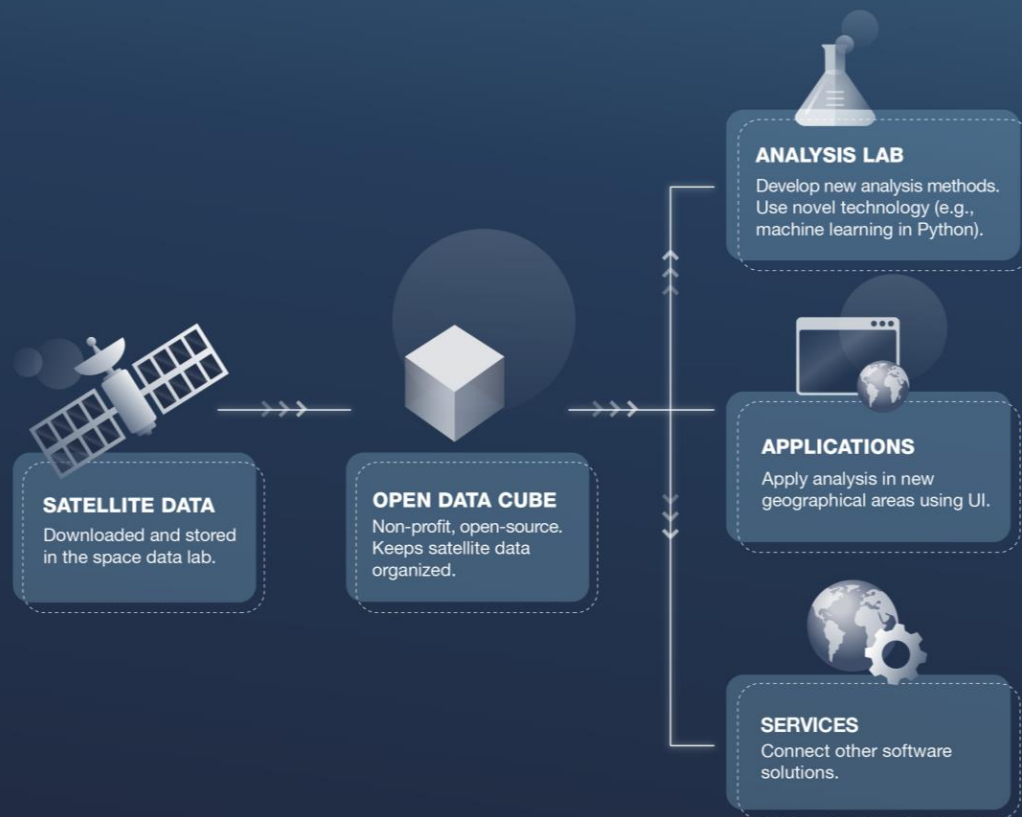 SATELLITE DATA
Downloaded and stored
in the space data lab.
OPEN DATA CUBE
Non-profit, open-source.
Keeps satellite data
organized.
ANALYSIS LAB
Develop new analysis methods.
Use novel technology (e.g.,
machine learning in Python).
APPLICATIONS
Apply analysis in new
geographical areas using UI.
SERVICES
Connect other software
solutions.